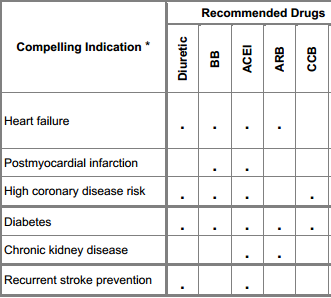 Recommended Drugs
Compelling Indication *
Diuretic
BB
ACEI
ARB
CCB
Heart failure
Postmyocardial infarction
High coronary disease risk
Diabetes
Chronic kidney disease
Recurrent stroke prevention